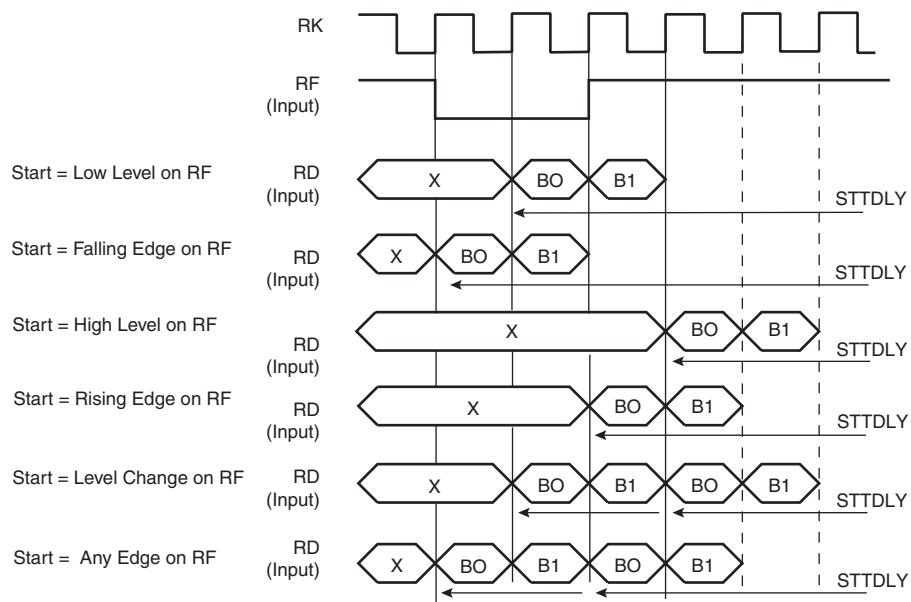 RK
RF
(Input)
Start = Low Level on RF
RD
(Input)
X
BO
B1
STTDLY
Start = Falling Edge on RF
RD
(Input)
X
BO
B1
STTDLY
Start = High Level on RF
RD
(Input)
X
BO
B1
STTDLY
Start = Rising Edge on RF
RD
(Input)
X
BO
B1
STTDLY
Start = Level Change on RF
RD
(Input)
X
BO
B1
BO
B1
STTDLY
Start = Any Edge on RF
RD
(Input)
X
BO
B1
BO
B1
STTDLY